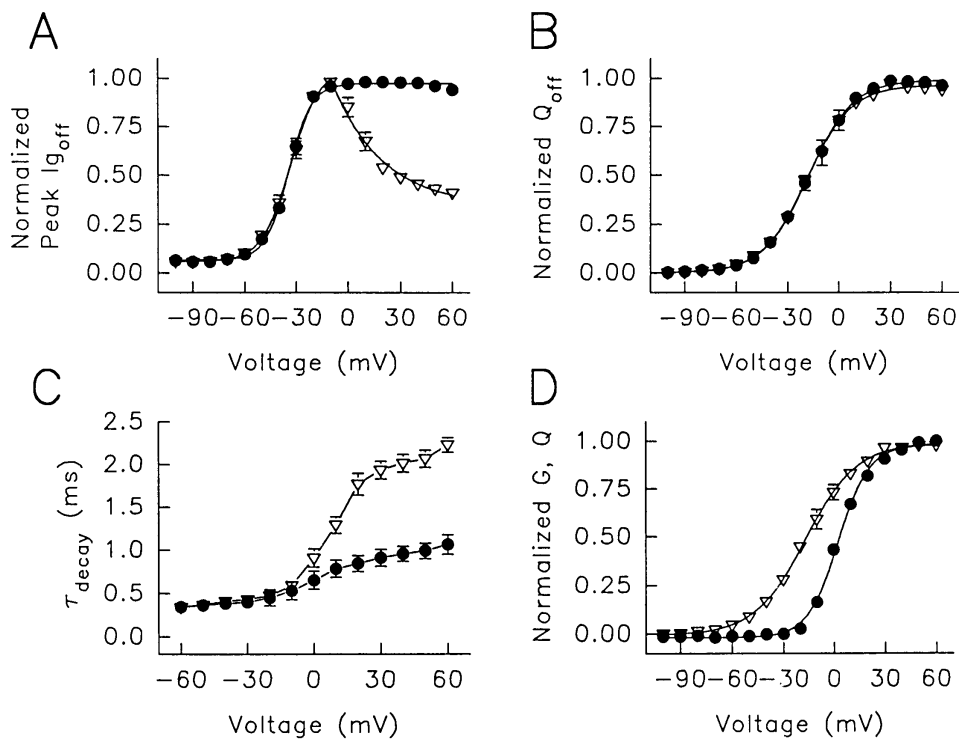 A
Normalized
Peak Ig_off
1.00
0.75
0.50
0.25
0.00
−90 −60 −30 0 30 60
Voltage (mV)
B
Normalized Q_off
1.00
0.75
0.50
0.25
0.00
−90 −60 −30 0 30 60
Voltage (mV)
C
τ_decay (ms)
2.5
2.0
1.5
1.0
0.5
0.0
−60 −30 0 30 60
Voltage (mV)
D
Normalized G, Q
1.00
0.75
0.50
0.25
0.00
−90 −60 −30 0 30 60
Voltage (mV)